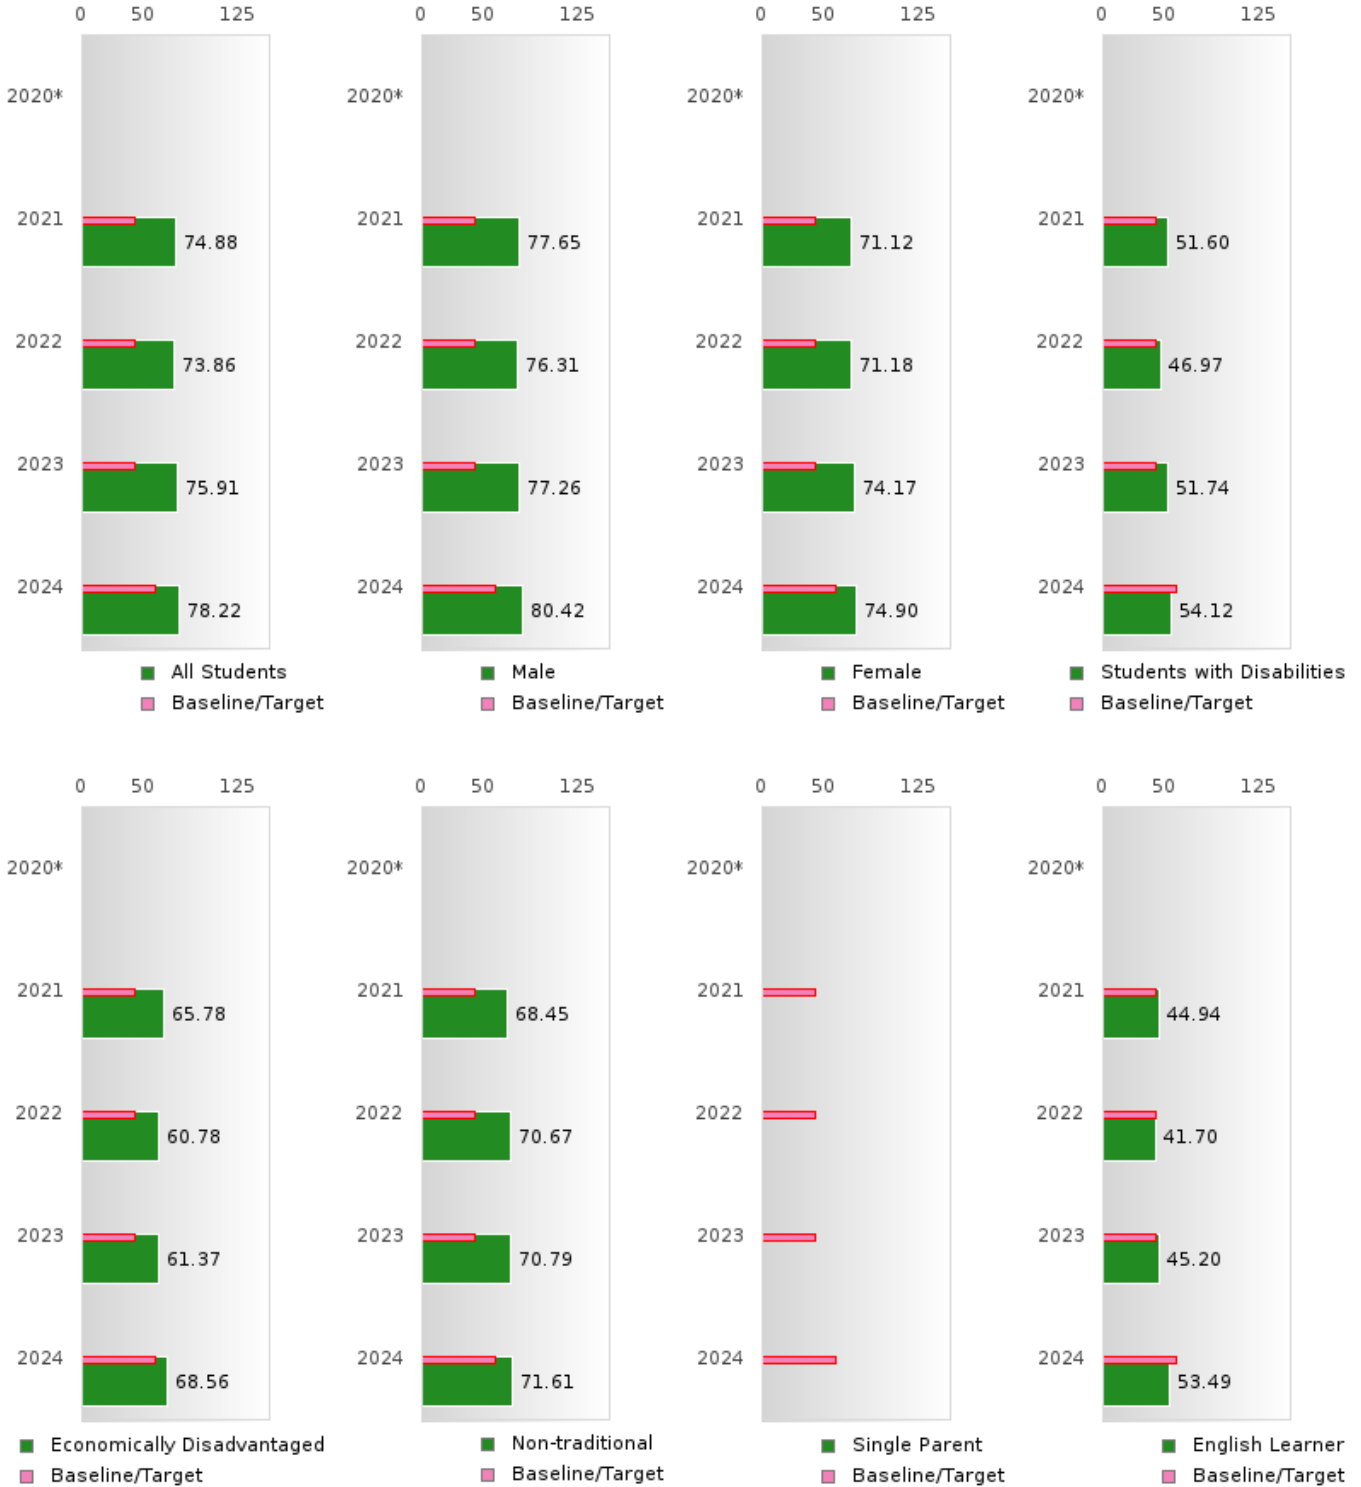 0 50 125 0 50 125 0 50 125 0 50 125
2020* 2020* 2020* 2020*
2021 74.88 2021 77.65 2021 71.12 2021 51.60
2022 73.86 2022 76.31 2022 71.18 2022 46.97
2023 75.91 2023 77.26 2023 74.17 2023 51.74
2024 78.22 2024 80.42 2024 74.90 2024 54.12
All Students Male Female Students with Disabilities
Baseline/Target Baseline/Target Baseline/Target Baseline/Target
0 50 125 0 50 125 0 50 125 0 50 125
2020* 2020* 2020* 2020*
2021 65.78 2021 68.45 2021 2021 44.94
2022 60.78 2022 70.67 2022 2022 41.70
2023 61.37 2023 70.79 2023 2023 45.20
2024 68.56 2024 71.61 2024 2024 53.49
Economically Disadvantaged Non-traditional Single Parent English Learner
Baseline/Target Baseline/Target Baseline/Target Baseline/Target